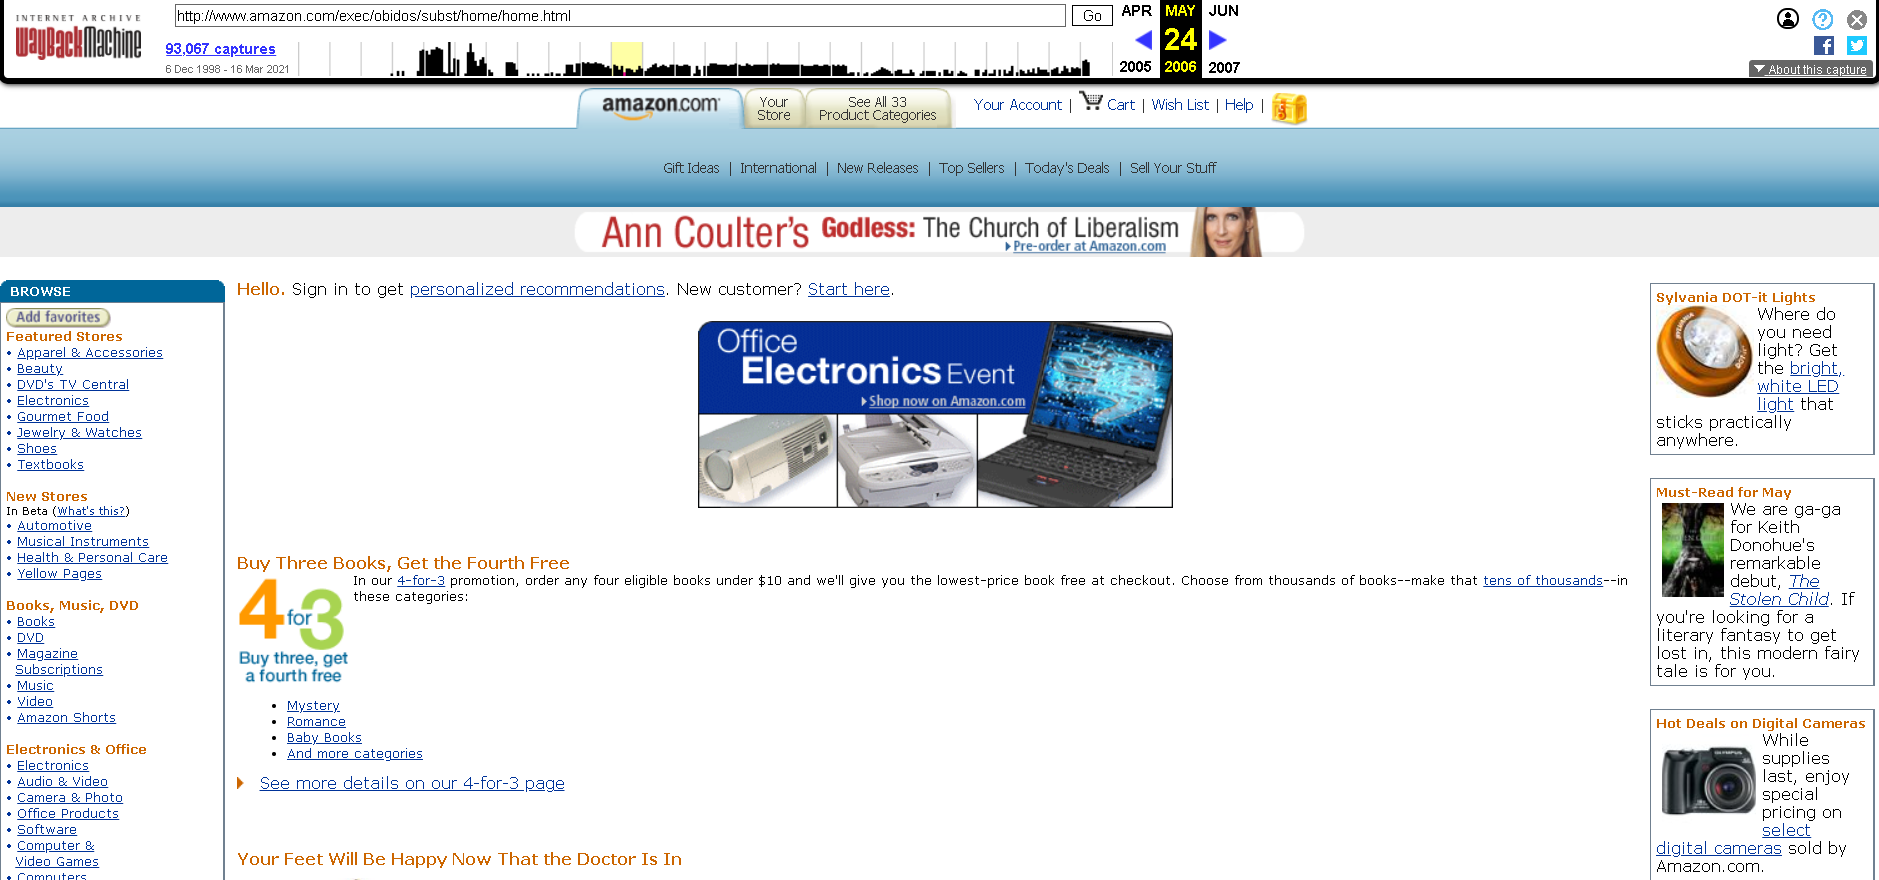 INTERNET ARCHIVE
WayBackMachine
http://www.amazon.com/exec/obidos/subst/home/home.html
Go
93,067 captures
6 Dec 1998 - 16 Mar 2021
APR MAY JUN
24
2005 2006 2007
About this capture
amazon.com
Your
Store
See All 33
Product Categories
Your Account | Cart | Wish List | Help |
Gift Ideas | International | New Releases | Top Sellers | Today's Deals | Sell Your Stuff
Ann Coulter's Godless: The Church of Liberalism
Pre-order at Amazon.com
BROWSE
Add favorites
Featured Stores
• Apparel & Accessories
• Beauty
• DVD's TV Central
• Electronics
• Gourmet Food
• Jewelry & Watches
• Shoes
• Textbooks
New Stores
In Beta (What's this?)
• Automotive
• Musical Instruments
• Health & Personal Care
• Yellow Pages
Books, Music, DVD
• Books
• DVD
• Magazine
Subscriptions
• Music
• Video
• Amazon Shorts
Electronics & Office
• Electronics
• Audio & Video
• Camera & Photo
• Office Products
• Software
• Computer &
Video Games
• Computers
Hello. Sign in to get personalized recommendations. New customer? Start here.
Office
Electronics Event
Shop now on Amazon.com
Buy Three Books, Get the Fourth Free
4 for 3
Buy three, get
a fourth free
In our 4-for-3 promotion, order any four eligible books under $10 and we'll give you the lowest-price book free at checkout. Choose from thousands of books--make that tens of thousands--in
these categories:
• Mystery
• Romance
• Baby Books
• And more categories
See more details on our 4-for-3 page
Your Feet Will Be Happy Now That the Doctor Is In
Sylvania DOT-it Lights
Where do
you need
light? Get
the bright,
white LED
light that
sticks practically
anywhere.
Must-Read for May
We are ga-ga
for Keith
Donohue's
remarkable
debut, The
Stolen Child. If
you're looking for a
literary fantasy to get
lost in, this modern fairy
tale is for you.
Hot Deals on Digital Cameras
OLYMPUS
While
supplies
last, enjoy
special
pricing on
select
digital cameras sold by
Amazon.com.